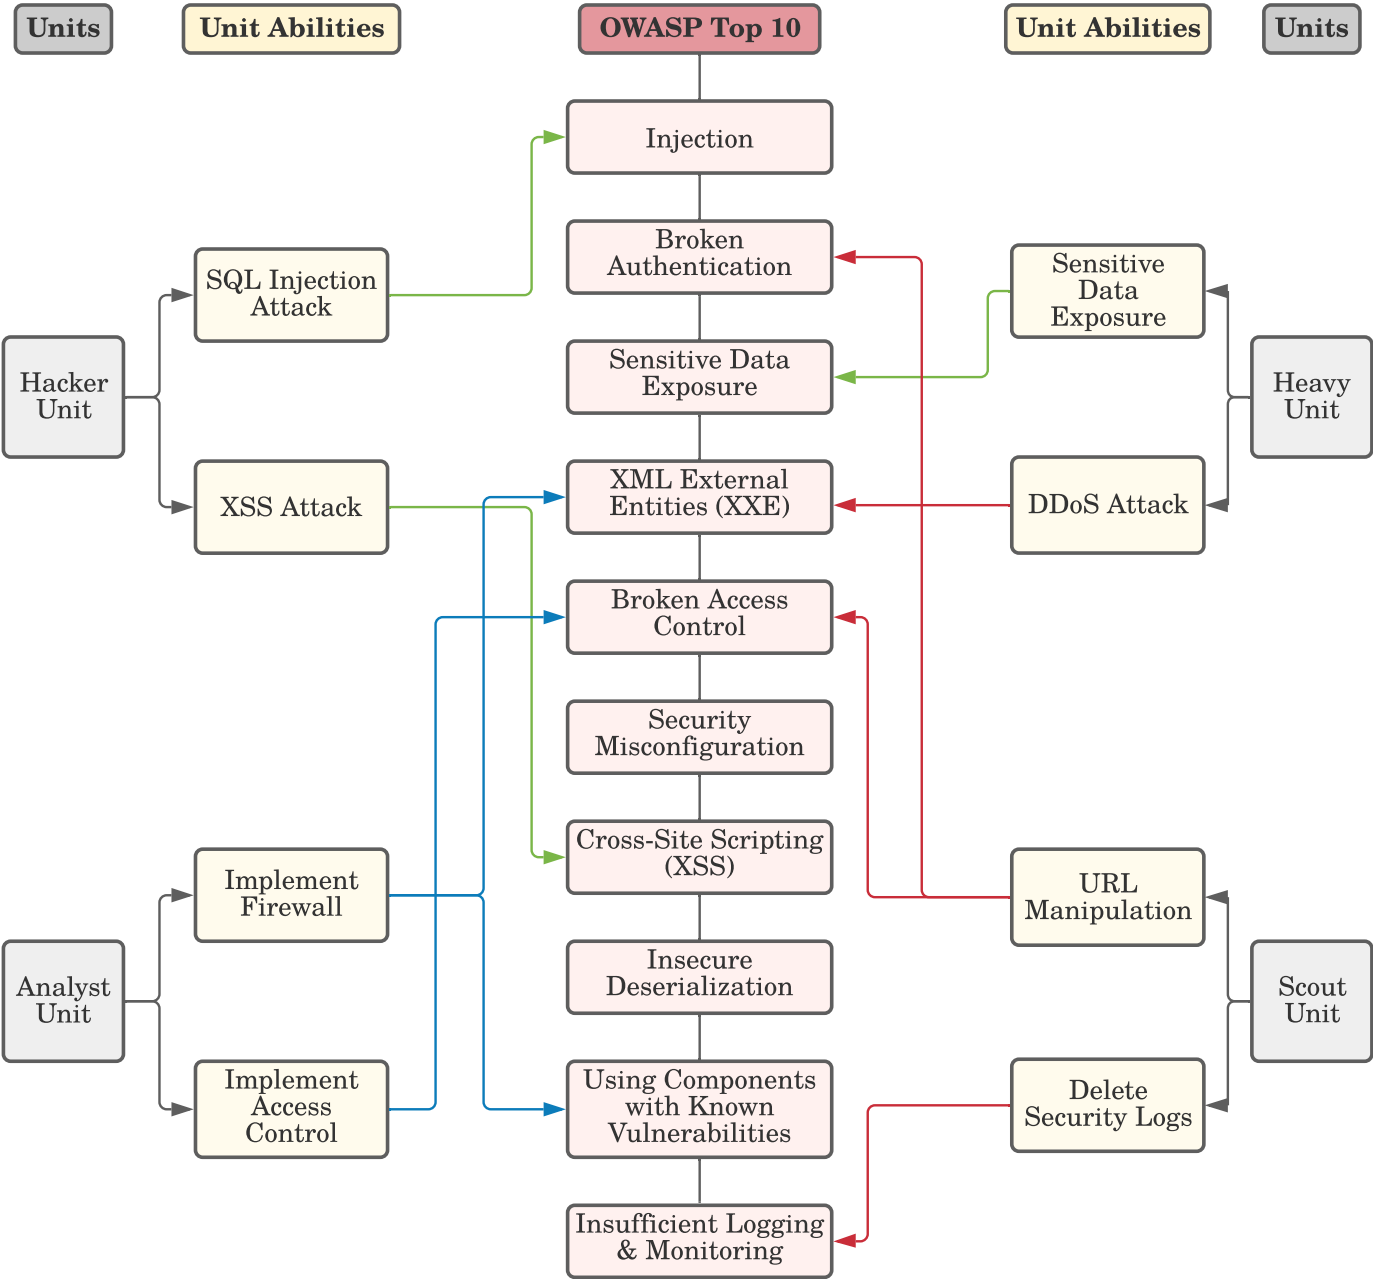 Units
Unit Abilities
OWASP Top 10
Unit Abilities
Units
Injection
Broken
Authentication
SQL Injection
Attack
Sensitive
Data
Exposure
Sensitive Data
Exposure
Hacker
Unit
Heavy
Unit
XSS Attack
XML External
Entities (XXE)
DDoS Attack
Broken Access
Control
Security
Misconfiguration
Cross-Site Scripting
(XSS)
Implement
Firewall
URL
Manipulation
Analyst
Unit
Insecure
Deserialization
Scout
Unit
Implement
Access
Control
Using Components
with Known
Vulnerabilities
Delete
Security Logs
Insufficient Logging
& Monitoring